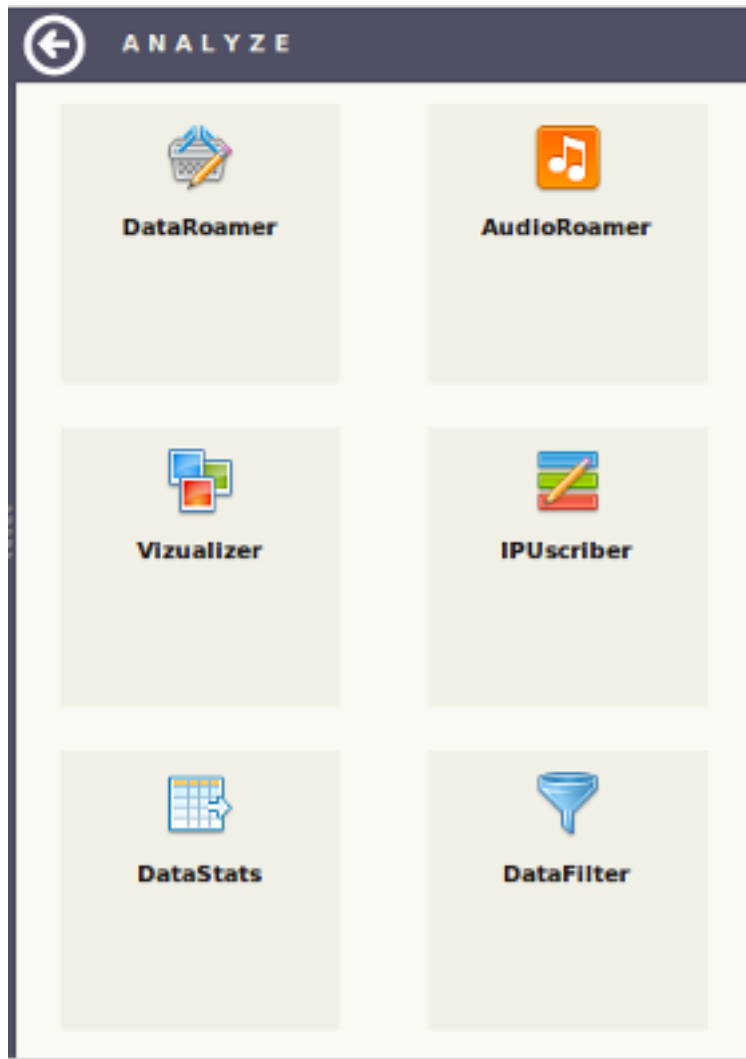 ANALYZE
DataRoamer
AudioRoamer
Vizualizer
IPUscriber
DataStats
DataFilter